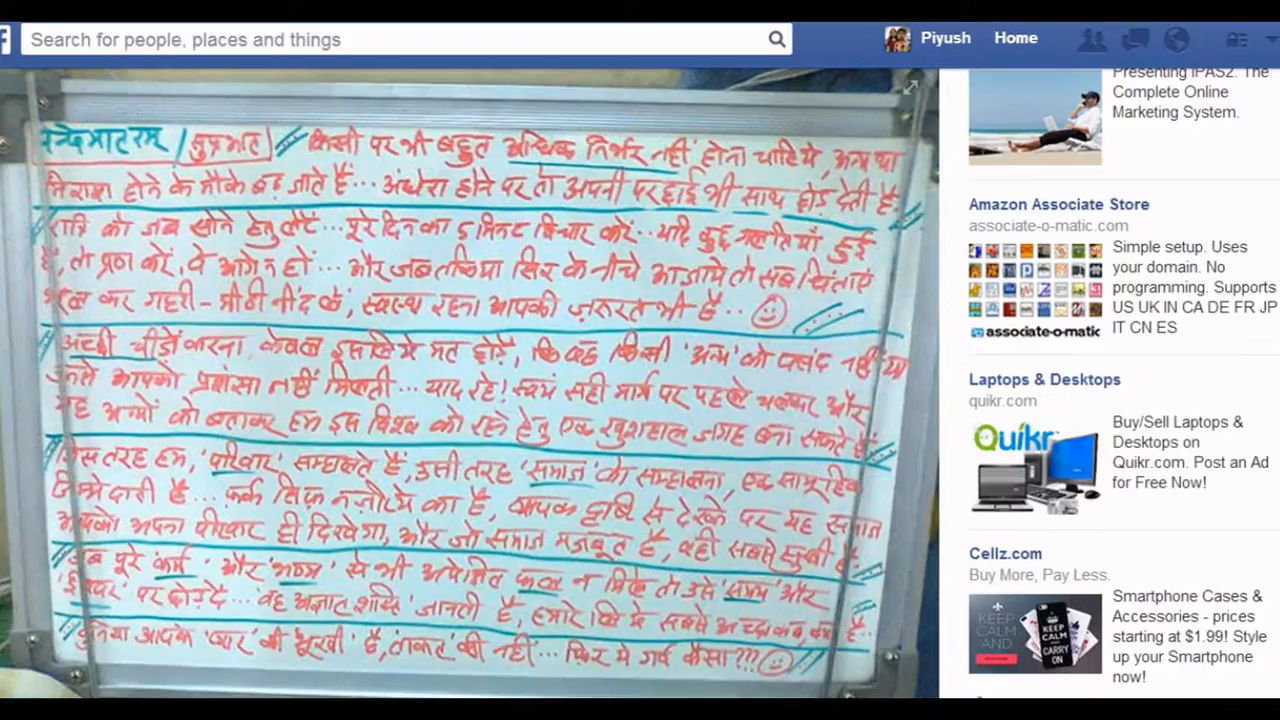 Search for people, places and things
Piyush Home
वन्देमातरम् / सुप्रभात // किसी पर भी बहुत अधिक निर्भर नहीं होना चाहिये, अन्यथा
निराशा होने के मौके बढ़ जाते हैं... अंधेरा होने पर तो अपनी परछाई भी साथ छोड़ देती है
रात्रि को जब सोने हेतु लेटें... पूरे दिन का ५ मिनट विचार करें... यदि कुछ गलतियाँ हुई
हैं, तो प्रण करें, वे आगे न हों... और जब तकिया सिर के नीचे आ जाये तो सब चिंताएं
भूल कर गहरी - मीठी नींद लें, स्वस्थ रहना आपकी ज़रूरत भी है..
अच्छी चीज़ें करना, केवल इसलिये मत छोड़ें, कि वह किसी 'अन्य' को पसंद नहीं या
उनसे आपको प्रशंसा नहीं मिलती... याद रहे! स्वयं सही मार्ग पर पहले चलकर और
यह अन्यों को बताकर हम इस विश्व को रहने हेतु एक खुशहाल जगह बना सकते हैं
जिस तरह हम, 'परिवार' सम्हालते हैं, उसी तरह 'समाज' को सम्हालना, एक सामूहिक
जिम्मेदारी है... फ़र्क सिर्फ नज़रिये का है, व्यापक दृष्टि से देखने पर यह समाज
आपको अपना परिवार ही दिखेगा, और जो समाज मजबूत है, वही सबसे सुखी है
जब पूरे कर्म' और 'श्रम' से भी अपेक्षित फल न मिले तो उसे 'समय' और
'ईश्वर' पर छोड़ दें... वह अज्ञात शक्ति' जानती है, हमारे लिये सबसे अच्छा कब, क्या है..
दुनिया आपके 'प्यार' की भूखी है, 'ताकत' की नहीं... फिर ये गर्व कैसा???
Presenting iPAS2. The
Complete Online
Marketing System.
Amazon Associate Store
associate-o-matic.com
Simple setup. Uses
your domain. No
programming. Supports
US UK IN CA DE FR JP
IT CN ES
associate-o-matic
Laptops & Desktops
quikr.com
Quikr
Buy/Sell Laptops &
Desktops on
Quikr.com. Post an Ad
for Free Now!
Cellz.com
Buy More, Pay Less.
KEEP
CALM
AND
KEEP
CALM
AND
CARRY
ON
Smartphone Cases &
Accessories - prices
starting at $1.99! Style
up your Smartphone
now!